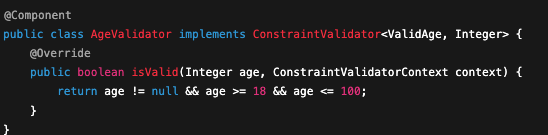 @Component
public class AgeValidator implements ConstraintValidator<ValidAge, Integer> {
    @Override
    public boolean isValid(Integer age, ConstraintValidatorContext context) {
        return age != null && age >= 18 && age <= 100;
    }
}